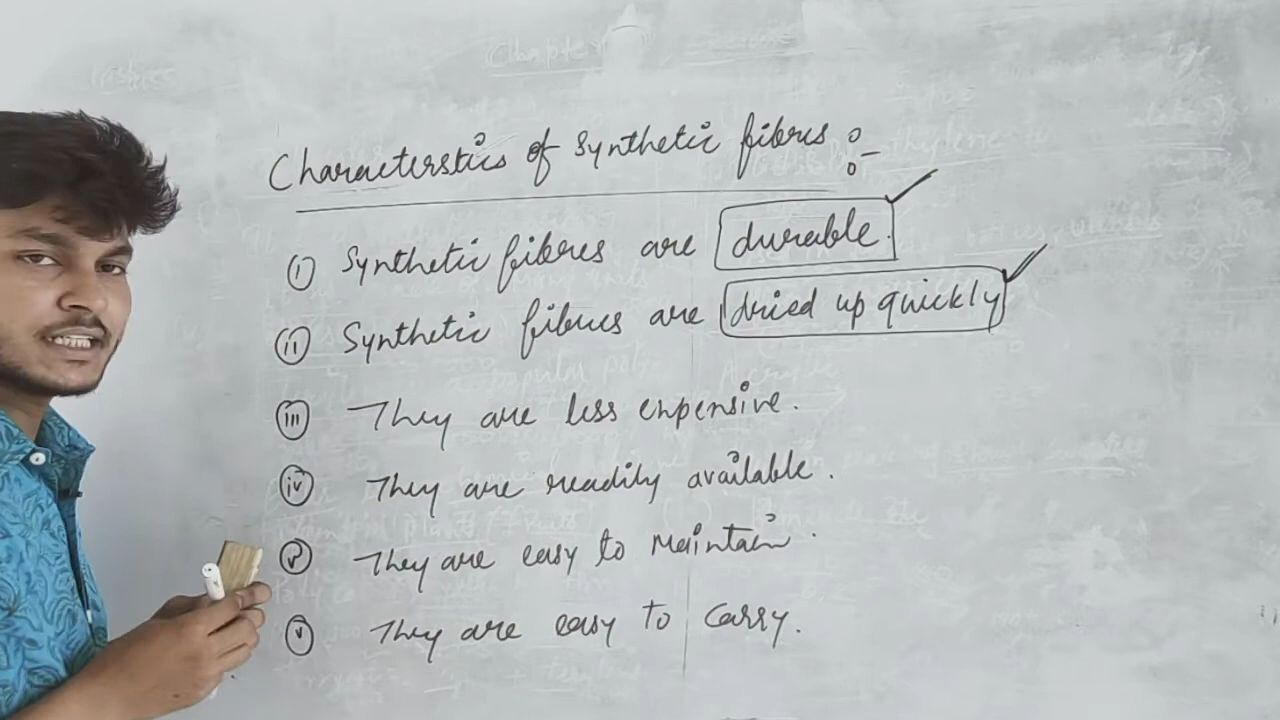 Characterstics of Synthetic fibres :-
(i) Synthetic fibres are durable.
(ii) Synthetic fibres are dried up quickly
(iii) They are less expensive.
(iv) They are readily available.
(v) They are easy to Maintain.
(v) They are easy to carry.